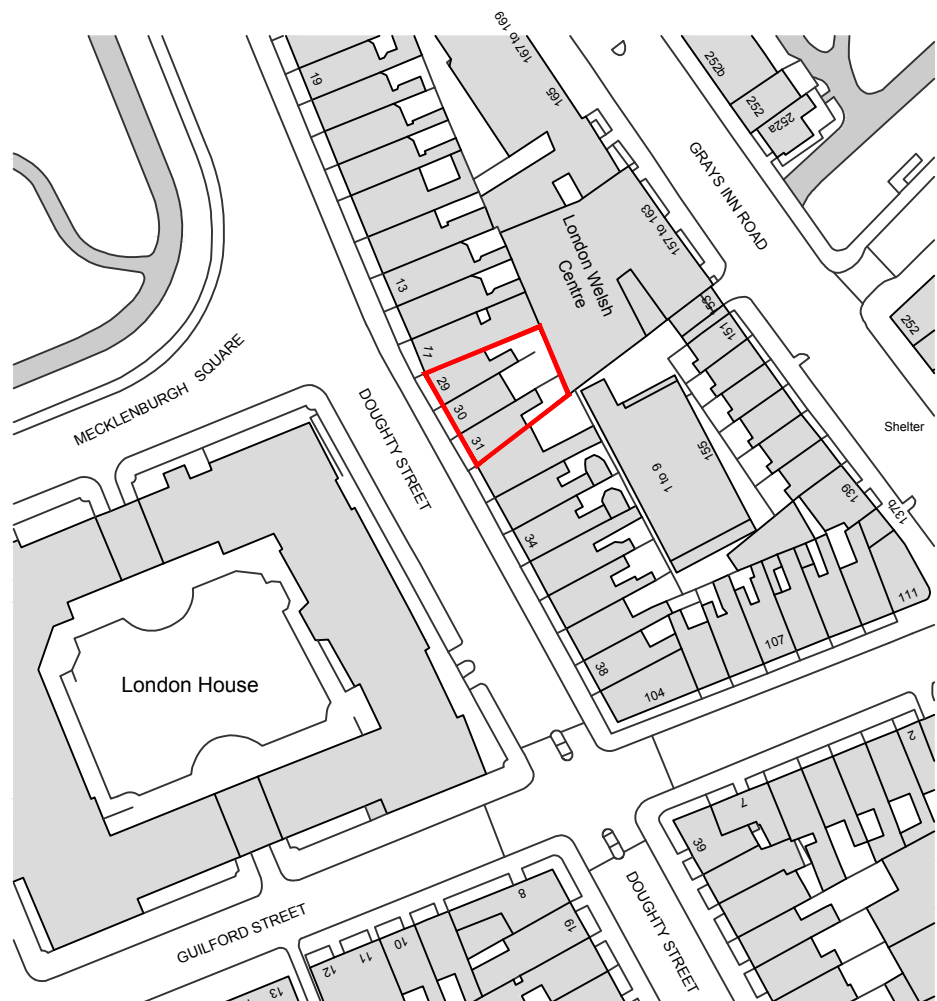 167 to 169
165
19
252b
252
252a
GRAYS INN ROAD
157 to 163
London Welsh
Centre
13
11
153
151
252
MECKLENBURGH SQUARE
DOUGHTY STREET
29
30
31
Shelter
155
1 to 9
139
137b
34
111
107
38
104
London House
2
7
39
DOUGHTY STREET
8
19
GUILFORD STREET
10
11
12
13